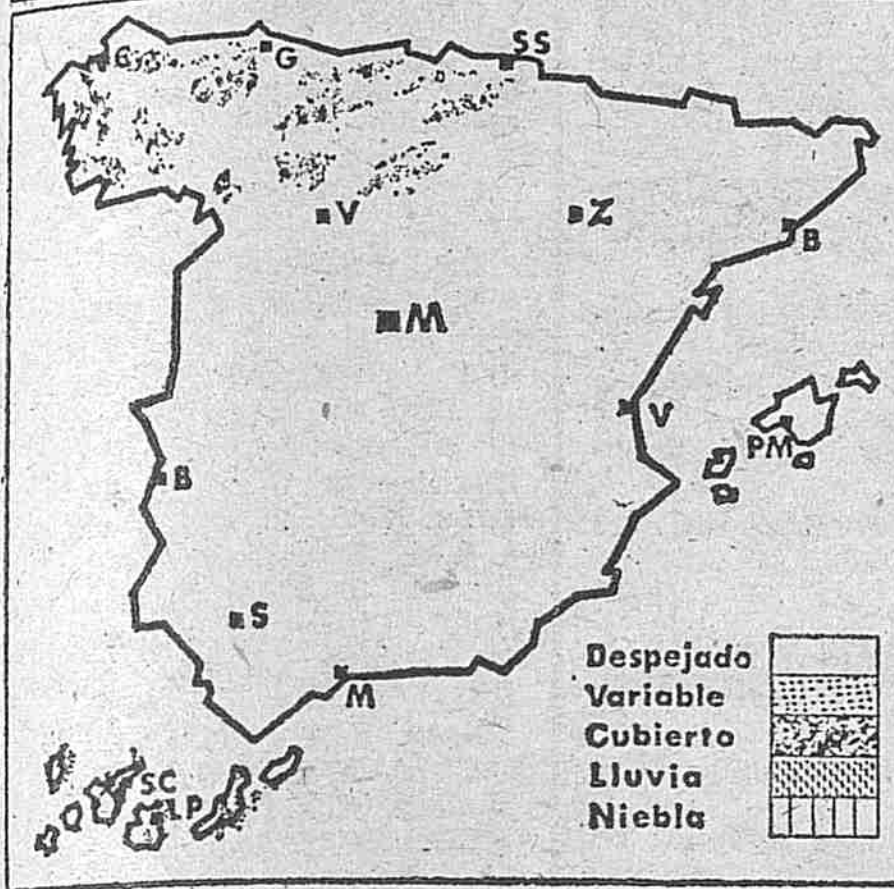 SS
C
G
V
Z
B
M
V
PM
B
S
M
SC
LP
Despejado
Variable
Cubierto
Lluvia
Niebla